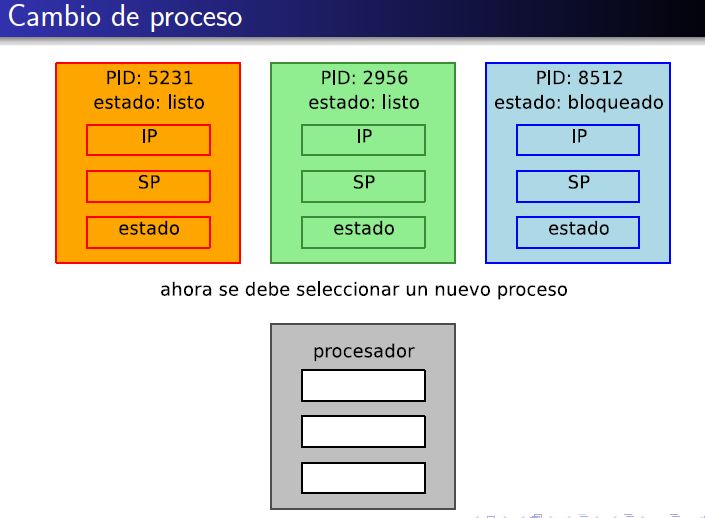 Cambio de proceso
PID: 5231
estado: listo
IP
SP
estado
PID: 2956
estado: listo
IP
SP
estado
PID: 8512
estado: bloqueado
IP
SP
estado
ahora se debe seleccionar un nuevo proceso
procesador